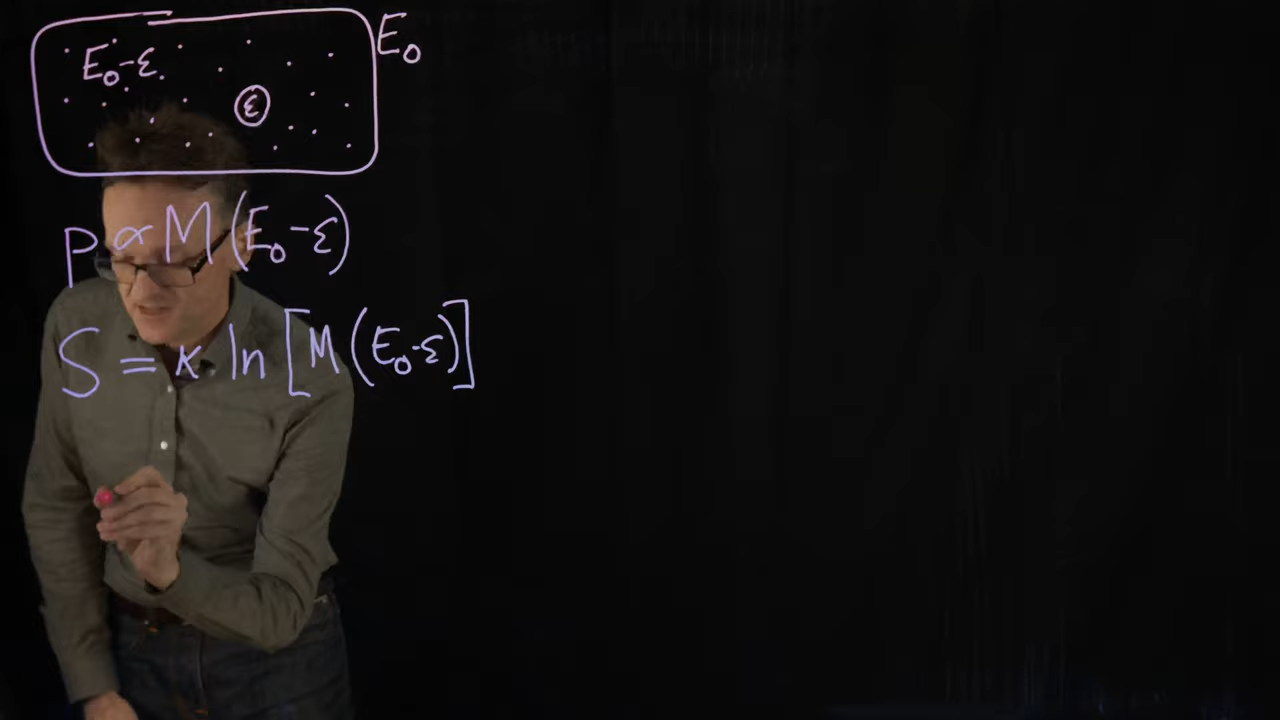 E₀
E₀-ε
ε
p ∝ M(E₀-ε)
S = k ln[M(E₀-ε)]